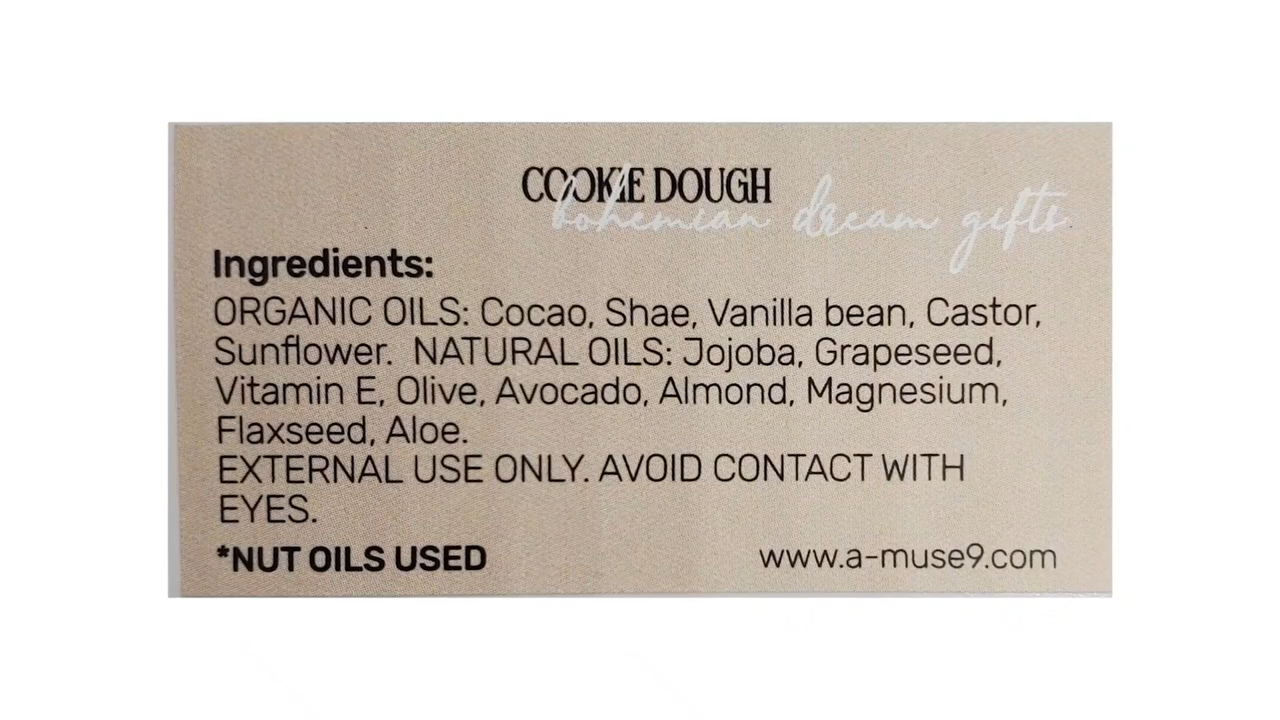 COOKIE DOUGH
bohemian dream gifts
Ingredients:
ORGANIC OILS: Cocao, Shae, Vanilla bean, Castor,
Sunflower. NATURAL OILS: Jojoba, Grapeseed,
Vitamin E, Olive, Avocado, Almond, Magnesium,
Flaxseed, Aloe.
EXTERNAL USE ONLY. AVOID CONTACT WITH
EYES.
*NUT OILS USED
www.a-muse9.com